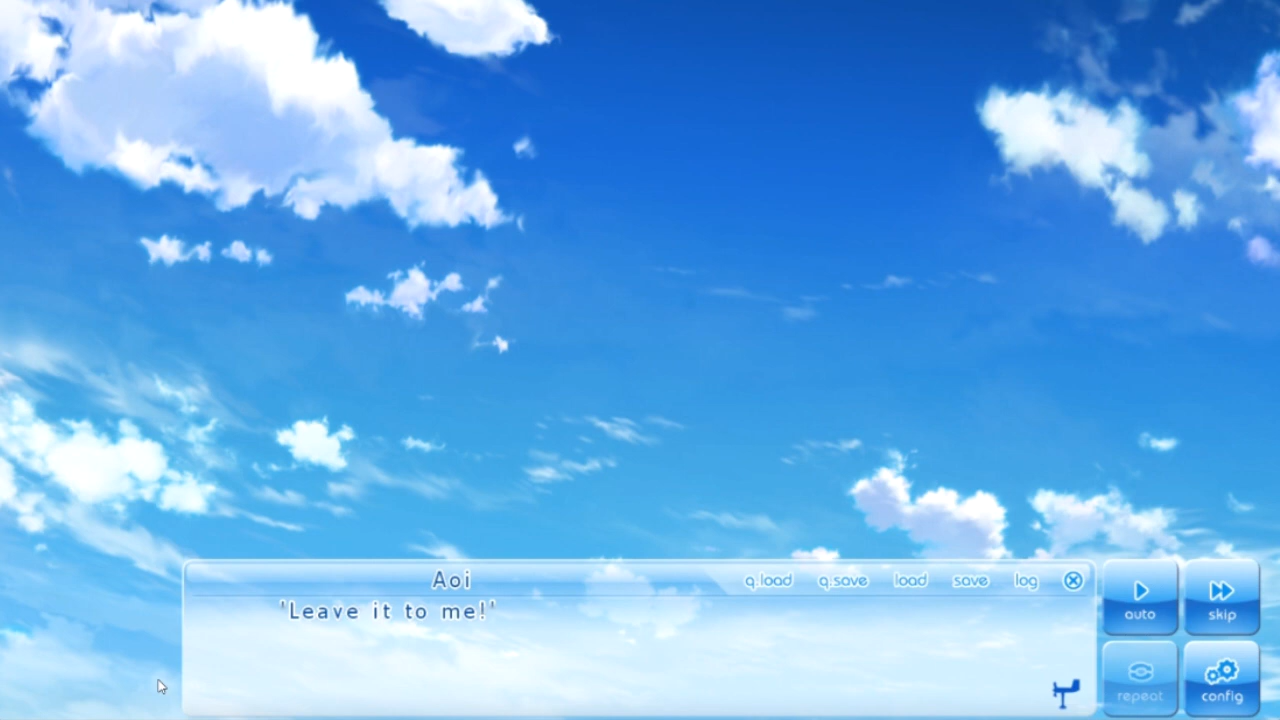 Aoi
q.load q.save load save log
'Leave it to me!'
auto
skip
repeat
config